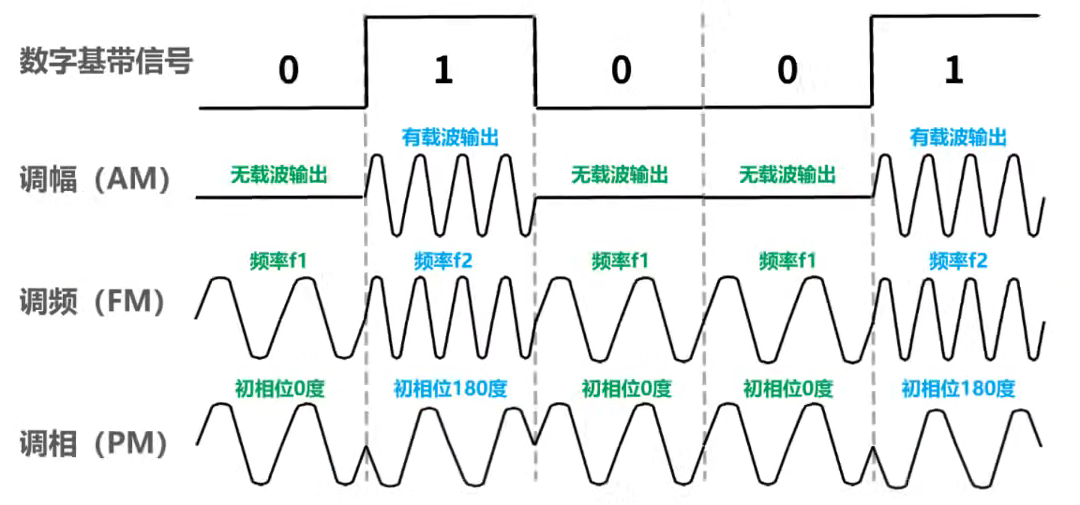 数字基带信号
0 1 0 0 1
有载波输出 有载波输出
调幅（AM） 无载波输出 无载波输出 无载波输出
频率f1 频率f2 频率f1 频率f1 频率f2
调频（FM）
初相位0度 初相位180度 初相位0度 初相位0度 初相位180度
调相（PM）